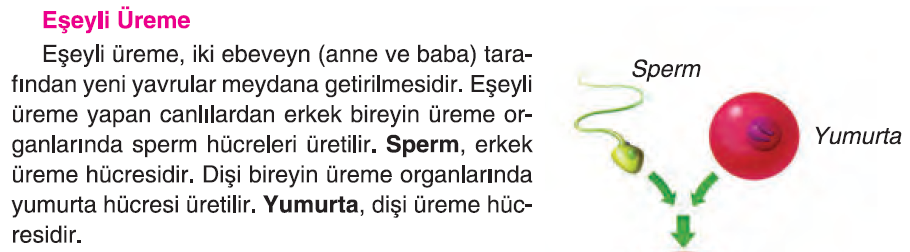 Eşeyli Üreme
Eşeyli üreme, iki ebeveyn (anne ve baba) tara-
fından yeni yavrular meydana getirilmesidir. Eşeyli
üreme yapan canlılardan erkek bireyin üreme or-
ganlarında sperm hücreleri üretilir. Sperm, erkek
üreme hücresidir. Dişi bireyin üreme organlarında
yumurta hücresi üretilir. Yumurta, dişi üreme hüc-
residir.
Sperm
Yumurta